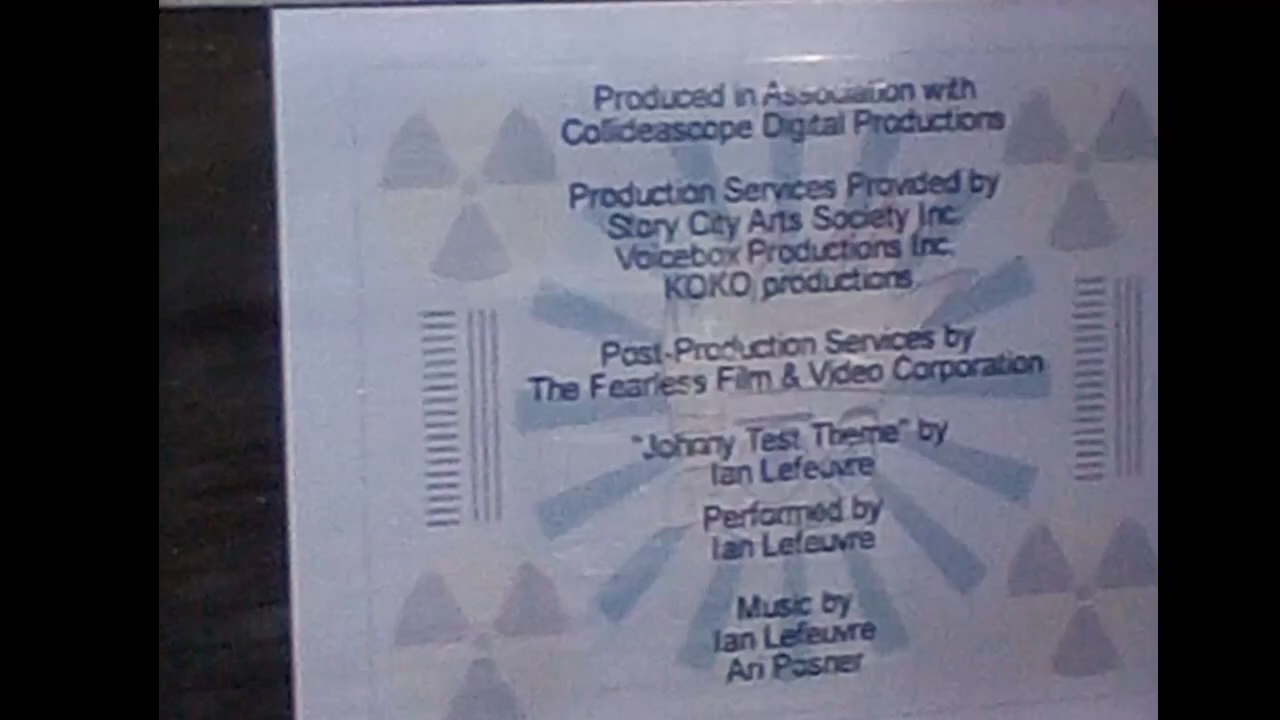 Produced in Association with
Collideascope Digital Productions
Production Services Provided by
Story City Arts Society Inc.
Voicebox Productions Inc.
KOKO productions
Post-Production Services by
The Fearless Film & Video Corporation
"Johnny Test Theme" by
Ian Lefeuvre
Performed by
Ian Lefeuvre
Music by
Ian Lefeuvre
Ari Posner